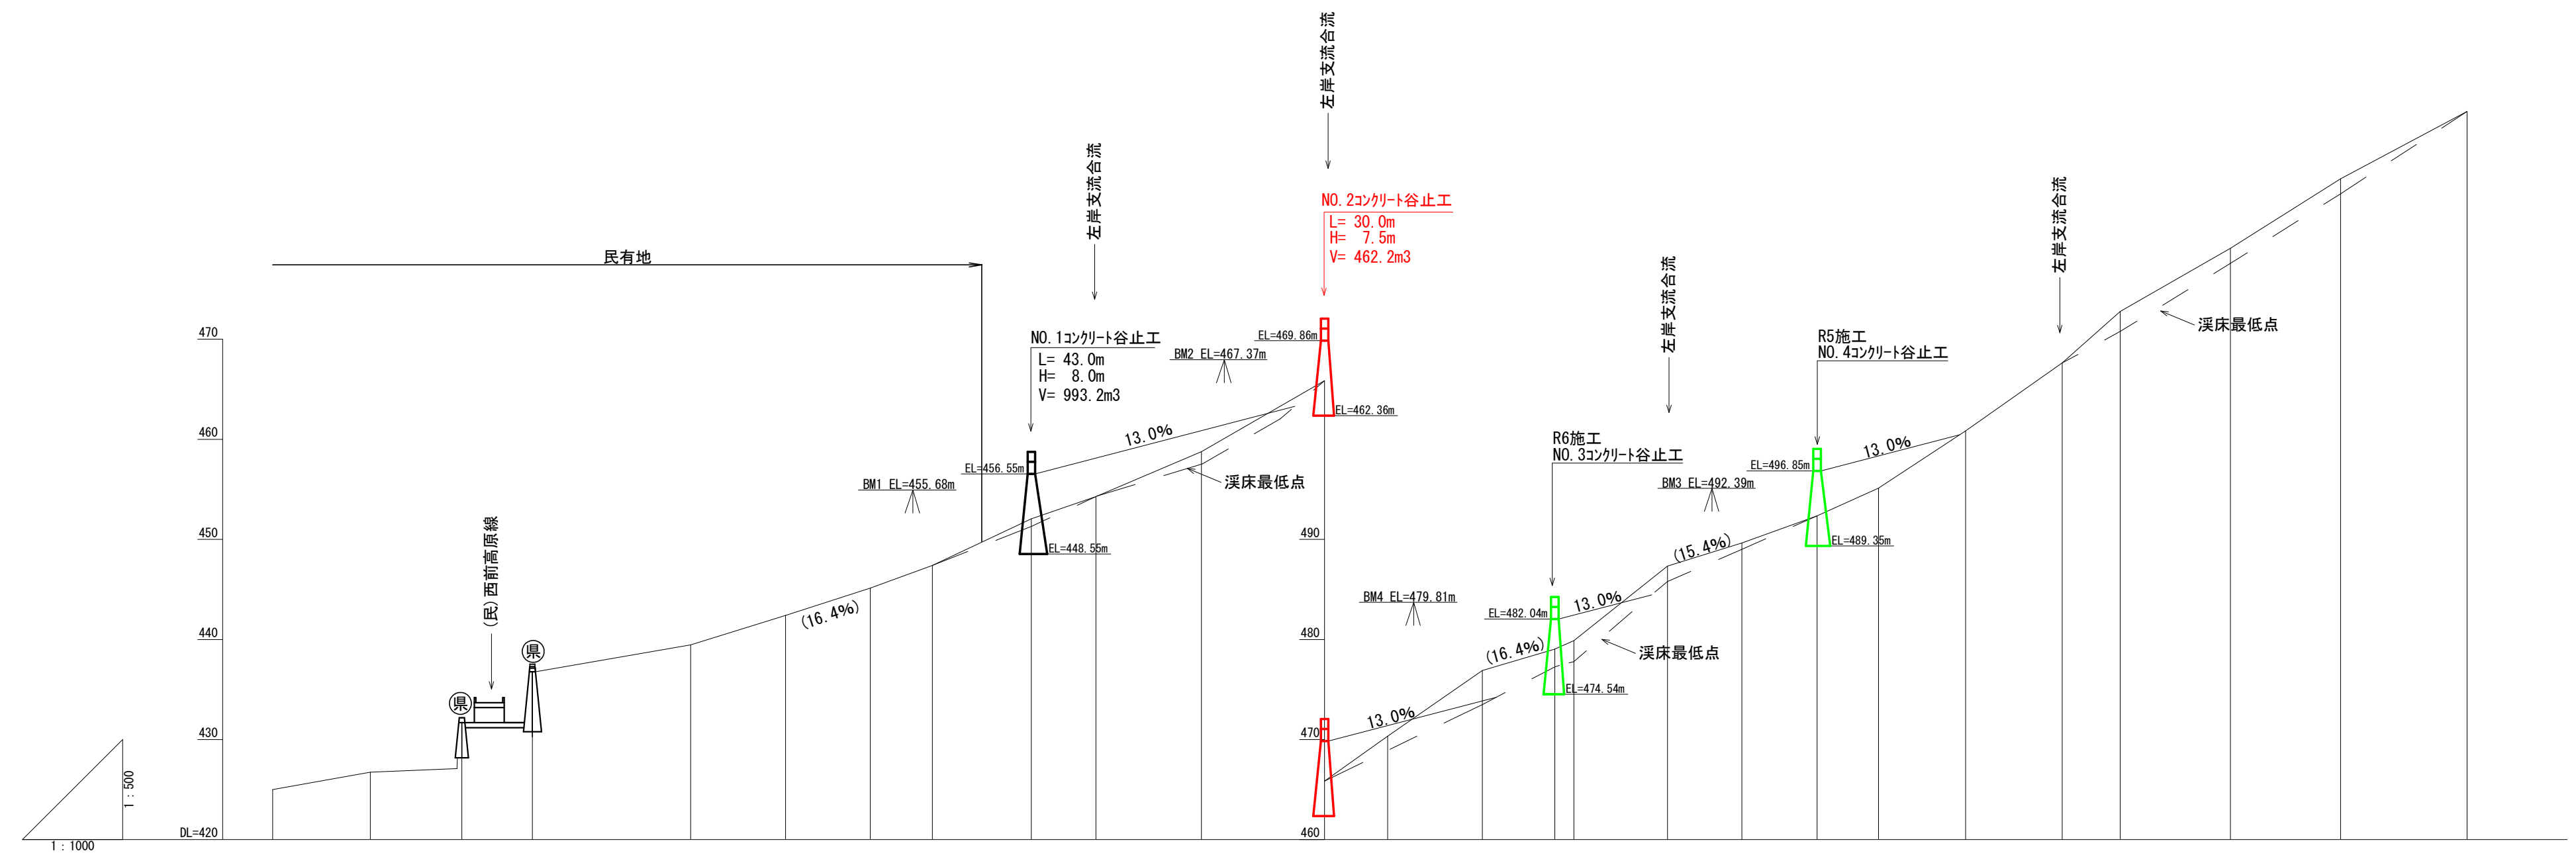 左岸支流合流
左岸支流合流
NO.2コンクリート谷止工
L= 30.0m
H= 7.5m
V= 462.2m3
左岸支流合流
左岸支流合流
民有地
470
NO.1コンクリート谷止工
L= 43.0m
H= 8.0m
V= 993.2m3
EL=469.86m
BM2 EL=467.37m
EL=462.36m
R5施工
NO.4コンクリート谷止工
渓床最低点
460
13.0%
EL=456.55m
BM1 EL=455.68m
渓床最低点
R6施工
NO.3コンクリート谷止工
EL=496.85m
13.0%
BM3 EL=492.39m
450
EL=448.55m
490
(15.4%)
EL=489.35m
(民)西前高原線
(16.4%)
BM4 EL=479.81m
EL=482.04m
13.0%
440
県
480
(16.4%)
渓床最低点
EL=474.54m
県
430
470
13.0%
1:500
DL=420
460
1:1000